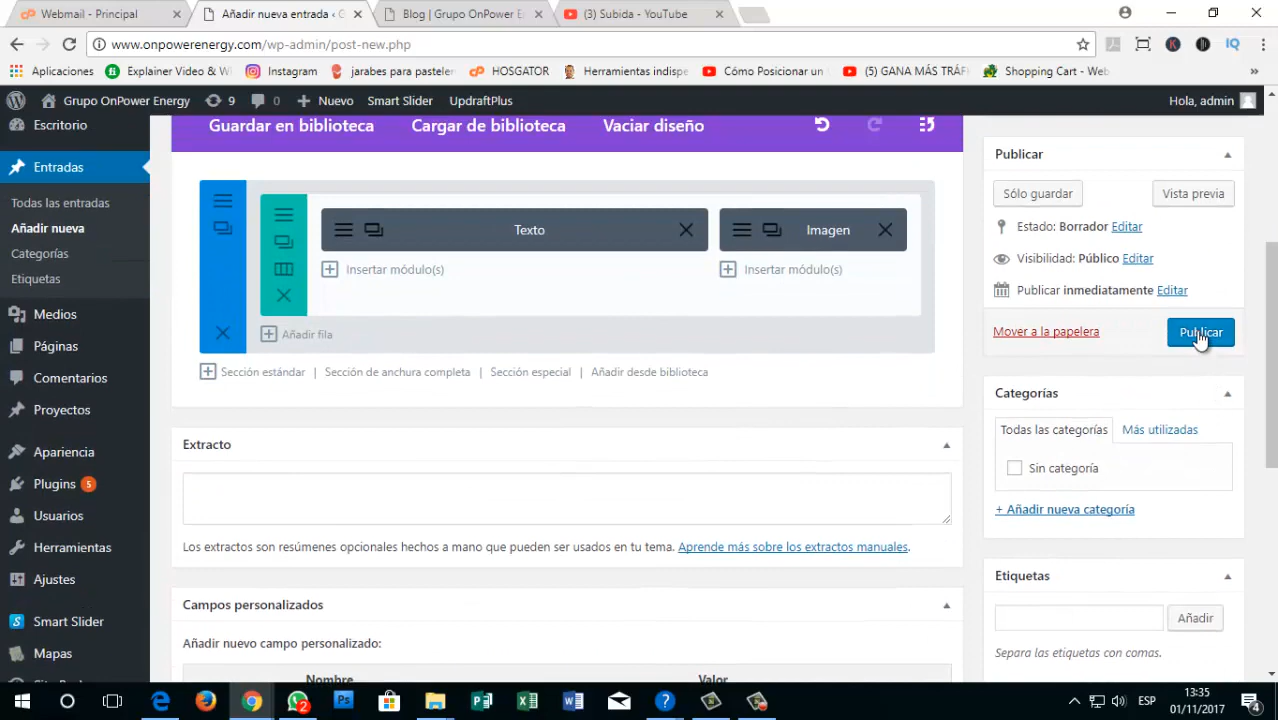 Webmail - Principal
Añadir nueva entrada ‹ G
Blog | Grupo OnPower E
(3) Subida - YouTube
www.onpowerenergy.com/wp-admin/post-new.php
Aplicaciones
Explainer Video & W
Instagram
jarabes para pasteler
HOSGATOR
Herramientas indispe
Cómo Posicionar un
(5) GANA MÁS TRÁF
Shopping Cart - Web
Grupo OnPower Energy
9
0
Nuevo
Smart Slider
UpdraftPlus
Hola, admin
Escritorio
Entradas
Todas las entradas
Añadir nueva
Categorías
Etiquetas
Medios
Páginas
Comentarios
Proyectos
Apariencia
Plugins 5
Usuarios
Herramientas
Ajustes
Smart Slider
Mapas
Guardar en biblioteca
Cargar de biblioteca
Vaciar diseño
Texto
Imagen
Insertar módulo(s)
Insertar módulo(s)
Añadir fila
Sección estándar | Sección de anchura completa | Sección especial | Añadir desde biblioteca
Extracto
Los extractos son resúmenes opcionales hechos a mano que pueden ser usados en tu tema. Aprende más sobre los extractos manuales.
Campos personalizados
Añadir nuevo campo personalizado:
Nombre
Valor
Publicar
Sólo guardar
Vista previa
Estado: Borrador Editar
Visibilidad: Público Editar
Publicar inmediatamente Editar
Mover a la papelera
Publicar
Categorías
Todas las categorías
Más utilizadas
Sin categoría
+ Añadir nueva categoría
Etiquetas
Añadir
Separa las etiquetas con comas.
2
ESP
13:35
01/11/2017
4